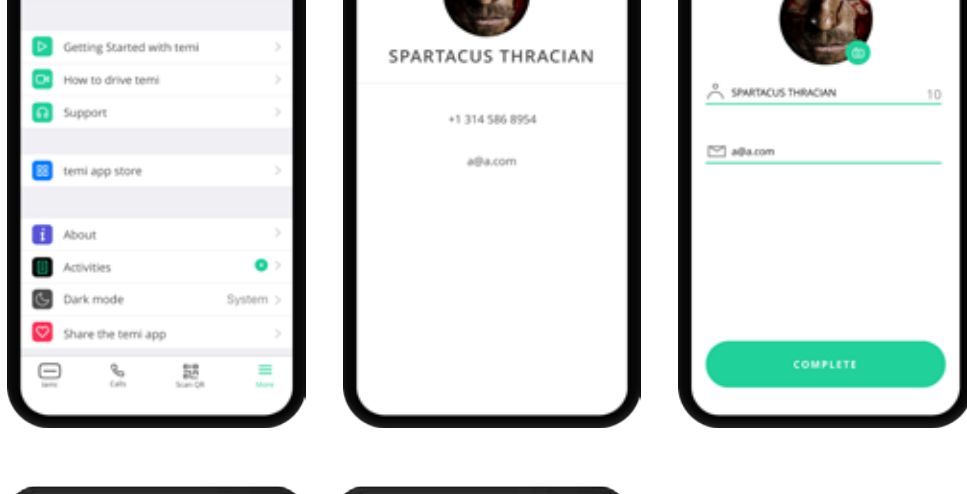 Getting Started with temi
How to drive temi
Support
temi app store
About
Activities
Dark mode System
Share the temi app
temis
Calls
Scan QR
More
SPARTACUS THRACIAN
+1 314 586 8954
a@a.com
SPARTACUS THRACIAN 10
a@a.com
COMPLETE